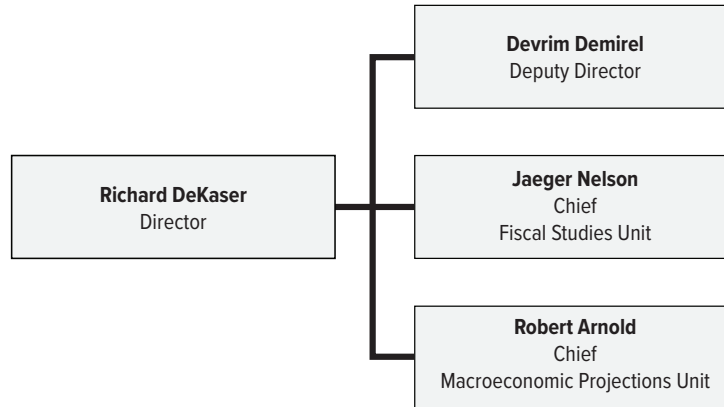 Devrim Demirel
Deputy Director
Richard DeKaser
Director
Jaeger Nelson
Chief
Fiscal Studies Unit
Robert Arnold
Chief
Macroeconomic Projections Unit